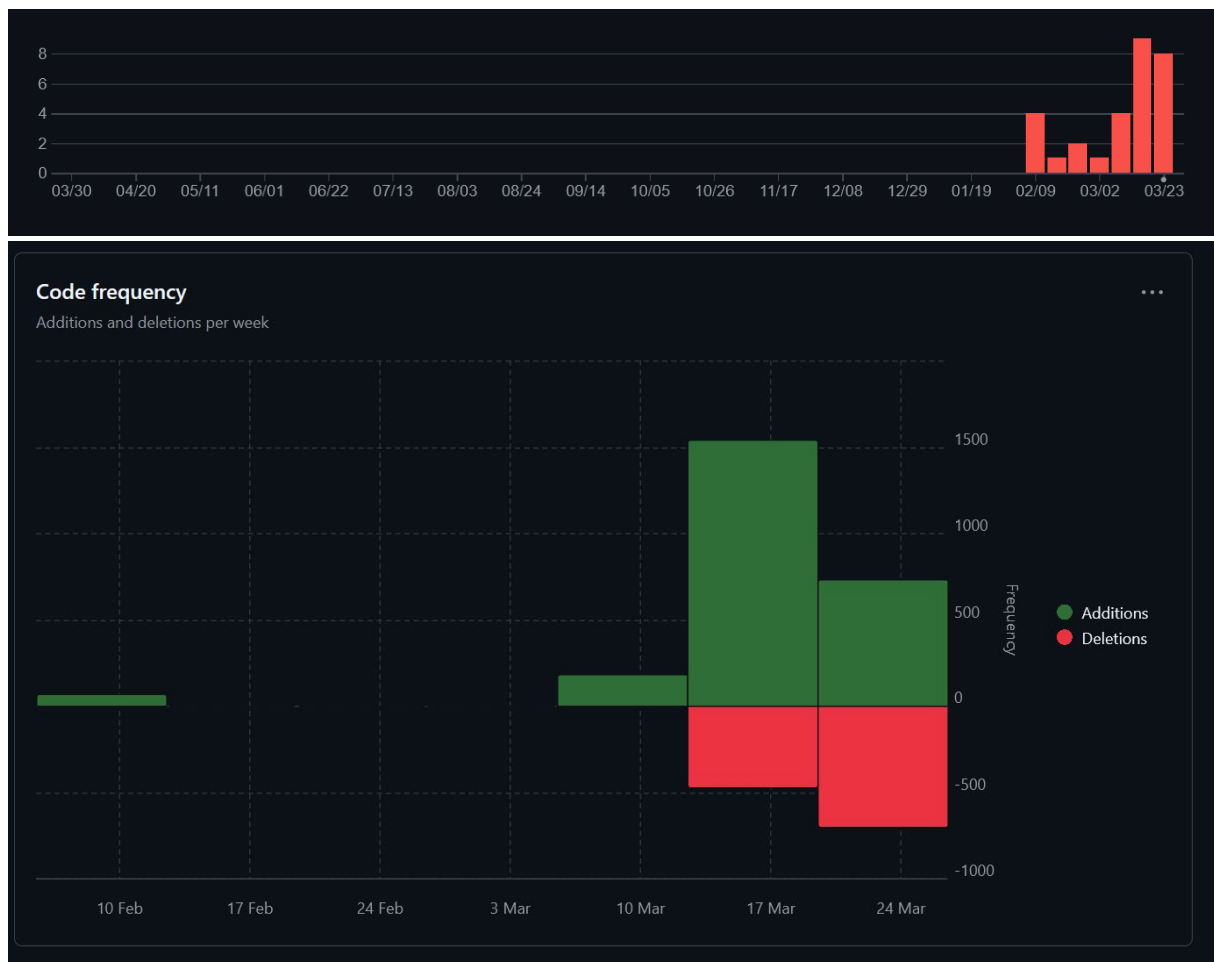 8
6
4
2
0
03/30 04/20 05/11 06/01 06/22 07/13 08/03 08/24 09/14 10/05 10/26 11/17 12/08 12/29 01/19 02/09 03/02 03/23
Code frequency
Additions and deletions per week
1500
1000
500
0
-500
-1000
Frequency
Additions
Deletions
10 Feb 17 Feb 24 Feb 3 Mar 10 Mar 17 Mar 24 Mar